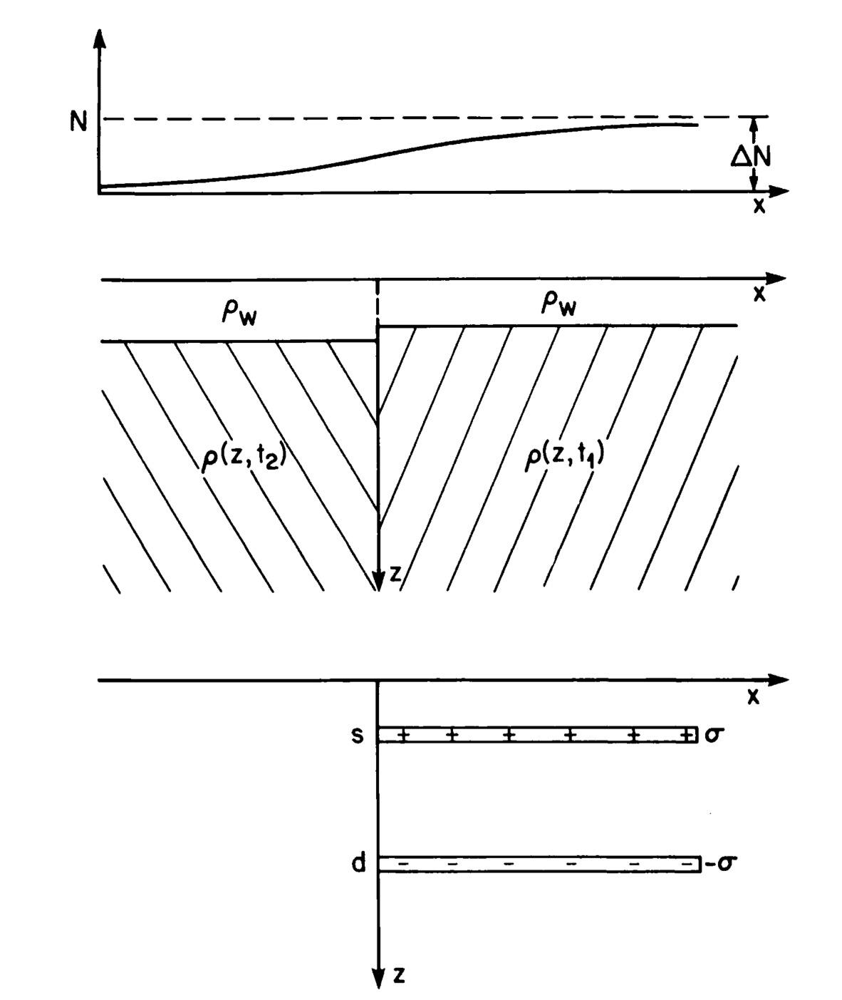 N
ΔN
x
x
ρw
ρw
ρ(z,t2)
ρ(z,t1)
z
x
s
+ + + + + +
σ
d
- - - - - -
-σ
z